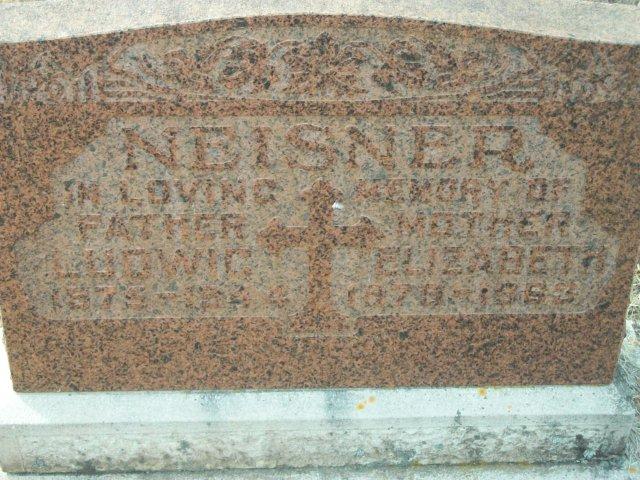 NEISNER
IN LOVING MEMORY OF
FATHER MOTHER
LUDWIG ELIZABETH